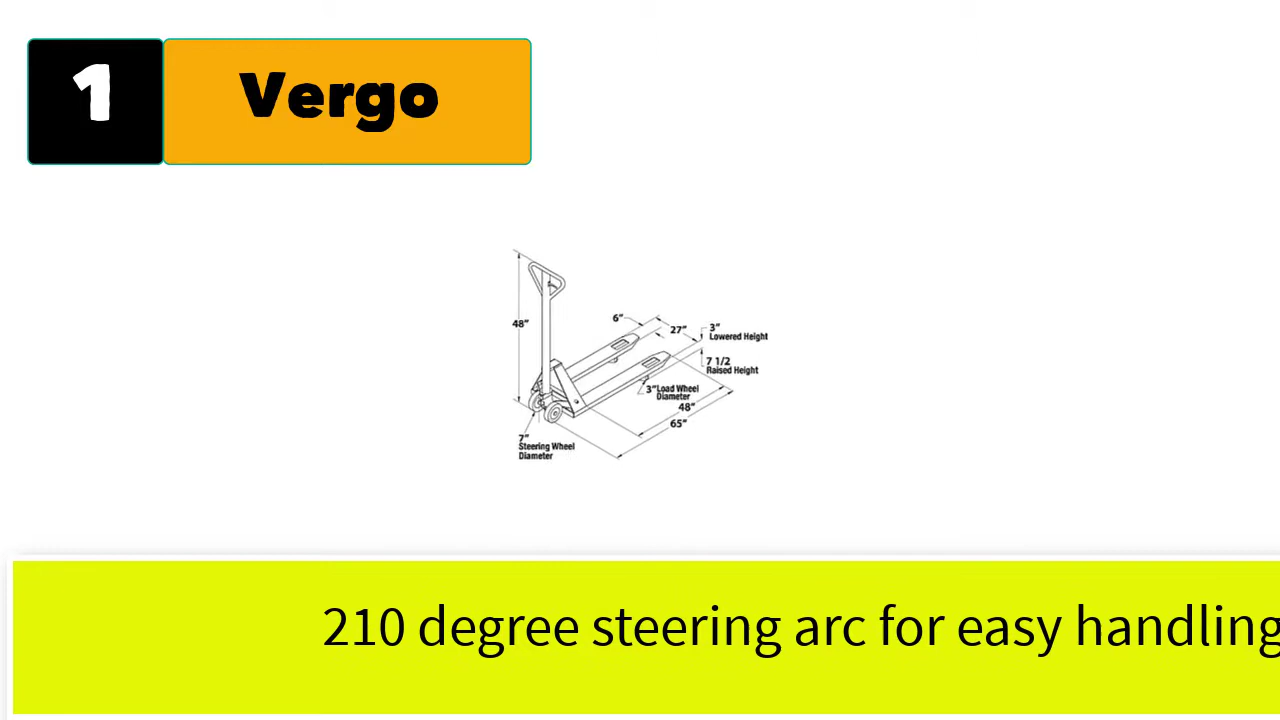 1
Vergo
48”
6”
27”
3”
Lowered Height
7 1/2
Raised Height
3” Load Wheel
Diameter
48”
65”
7”
Steering Wheel
Diameter
210 degree steering arc for easy handling